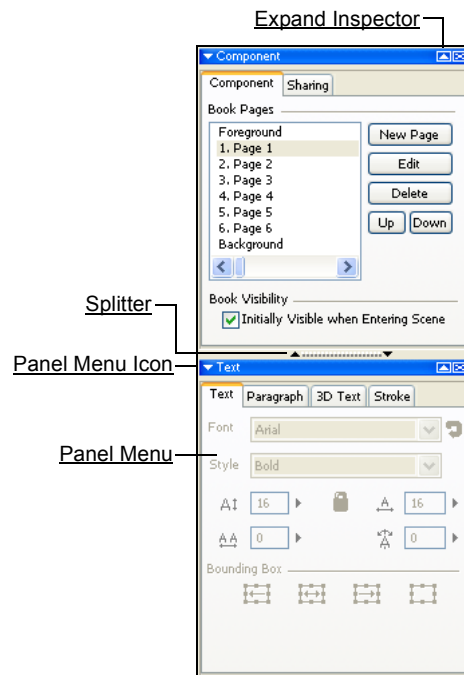 Expand Inspector
Component
Component Sharing
Book Pages
Foreground
1. Page 1
2. Page 2
3. Page 3
4. Page 4
5. Page 5
6. Page 6
Background
New Page
Edit
Delete
Up Down
Book Visibility
Initially Visible when Entering Scene
Splitter
Panel Menu Icon
Text
Text Paragraph 3D Text Stroke
Font Arial
Panel Menu
Style Bold
AI 16 A 16
AA 0 A 0
Bounding Box